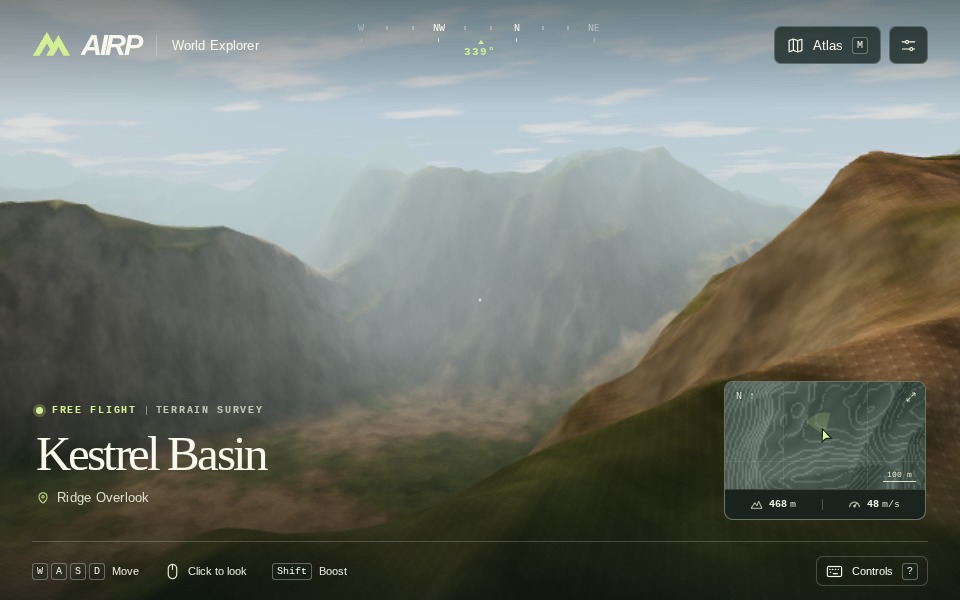 AIRP
World Explorer
W NW N NE
339°
Atlas M
FREE FLIGHT | TERRAIN SURVEY
Kestrel Basin
Ridge Overlook
N ↑
100 m
468 m
48 m/s
W A S D Move
Click to look
Shift Boost
Controls ?